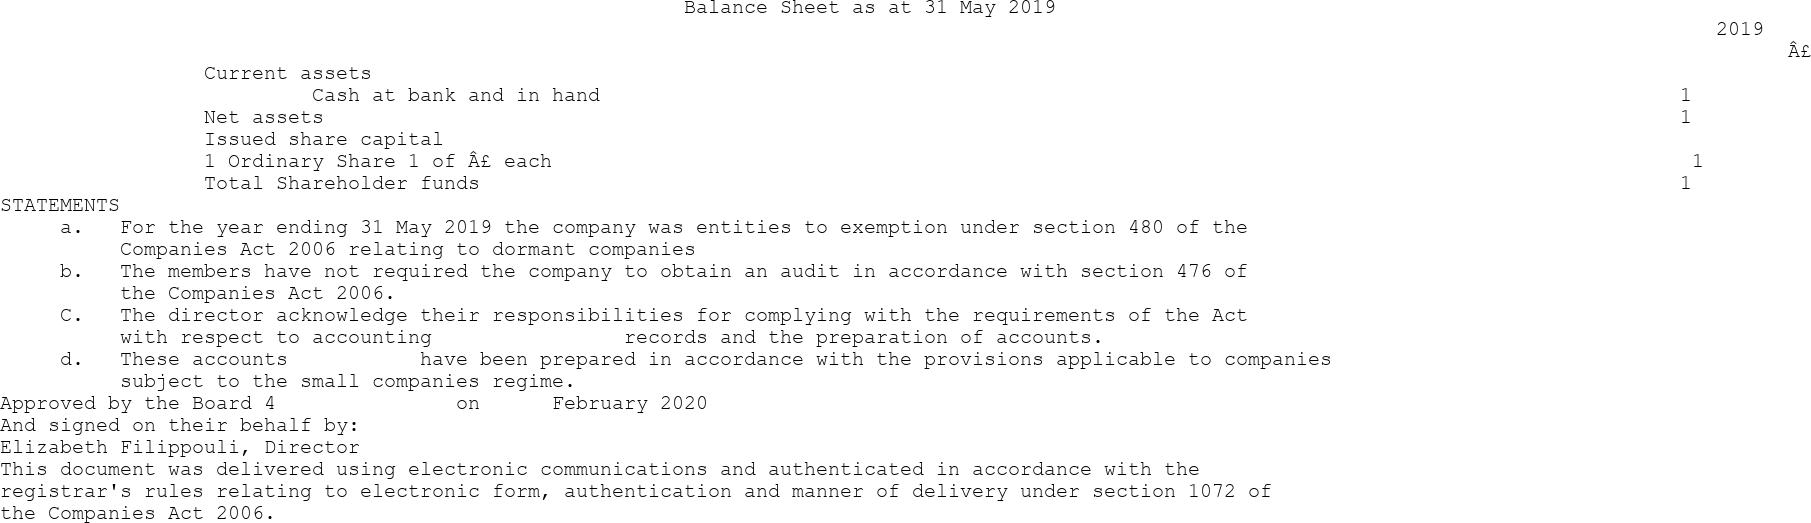 Balance Sheet as at 31 May 2019
2019
Â£
Current assets
Cash at bank and in hand 1
Net assets 1
Issued share capital
1 Ordinary Share 1 of Â£ each 1
Total Shareholder funds 1
STATEMENTS
a. For the year ending 31 May 2019 the company was entities to exemption under section 480 of the
Companies Act 2006 relating to dormant companies
b. The members have not required the company to obtain an audit in accordance with section 476 of
the Companies Act 2006.
C. The director acknowledge their responsibilities for complying with the requirements of the Act
with respect to accounting records and the preparation of accounts.
d. These accounts have been prepared in accordance with the provisions applicable to companies
subject to the small companies regime.
Approved by the Board 4 on February 2020
And signed on their behalf by:
Elizabeth Filippouli, Director
This document was delivered using electronic communications and authenticated in accordance with the
registrar's rules relating to electronic form, authentication and manner of delivery under section 1072 of
the Companies Act 2006.